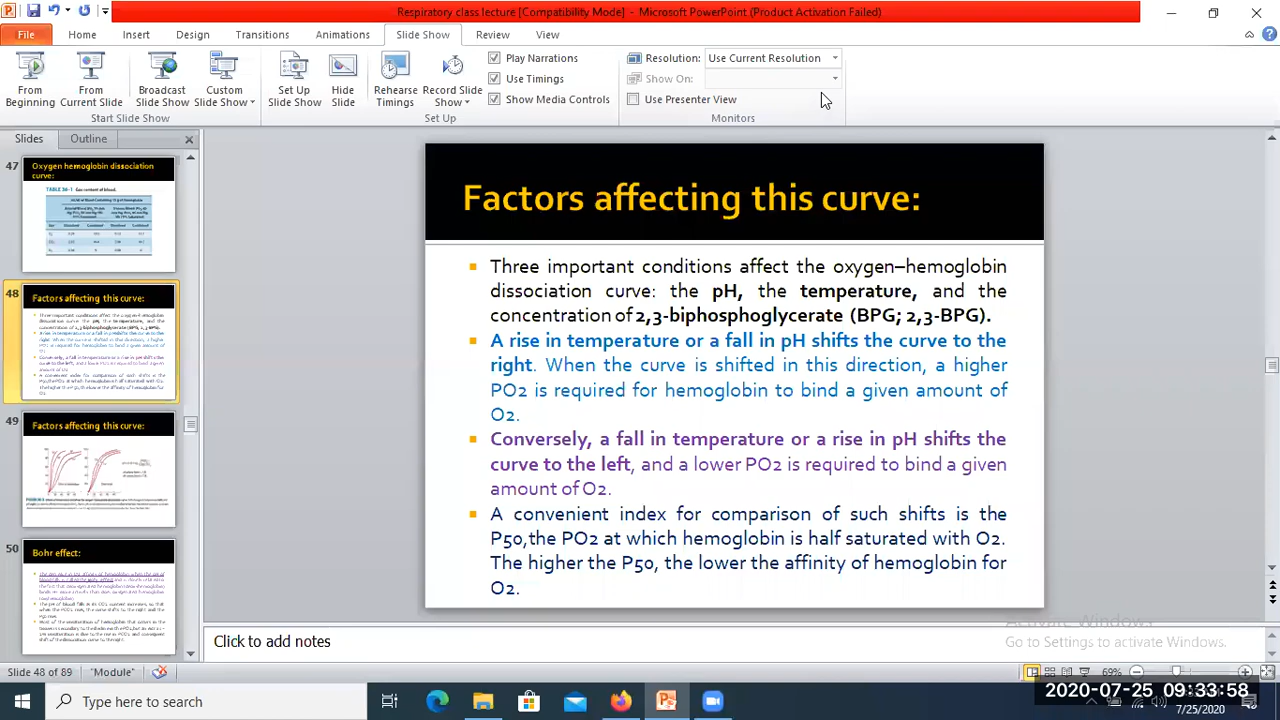 Respiratory class lecture [Compatibility Mode] - Microsoft PowerPoint (Product Activation Failed)
File Home Insert Design Transitions Animations Slide Show Review View
From Beginning
From Current Slide
Broadcast Slide Show
Custom Slide Show
Start Slide Show
Set Up Slide Show
Hide Slide
Rehearse Timings
Record Slide Show
Play Narrations
Use Timings
Show Media Controls
Set Up
Resolution: Use Current Resolution
Show On:
Use Presenter View
Monitors
Slides Outline
47
Oxygen hemoglobin dissociation
curve:
48
Factors affecting this curve:
49
Factors affecting this curve:
50
Bohr effect:
Factors affecting this curve:
Three important conditions affect the oxygen–hemoglobin
dissociation curve: the pH, the temperature, and the
concentration of 2,3-biphosphoglycerate (BPG; 2,3-BPG).
A rise in temperature or a fall in pH shifts the curve to the
right. When the curve is shifted in this direction, a higher
PO2 is required for hemoglobin to bind a given amount of
O2.
Conversely, a fall in temperature or a rise in pH shifts the
curve to the left, and a lower PO2 is required to bind a given
amount of O2.
A convenient index for comparison of such shifts is the
P50,the PO2 at which hemoglobin is half saturated with O2.
The higher the P50, the lower the affinity of hemoglobin for
O2.
Click to add notes
Activate Windows
Go to Settings to activate Windows.
Slide 48 of 89 "Module" 69%
Type here to search
2020-07-25 09:33:58
7/25/2020